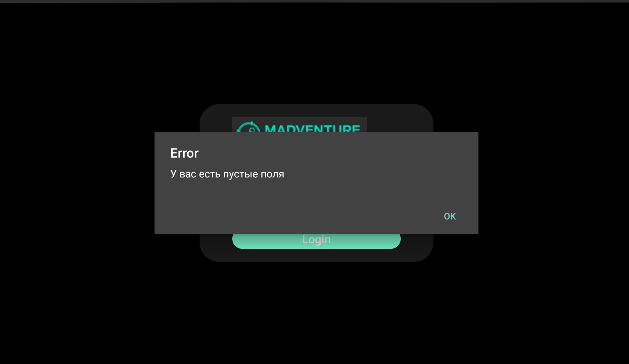 MADVENTURE
Error
У вас есть пустые поля
OK
Login